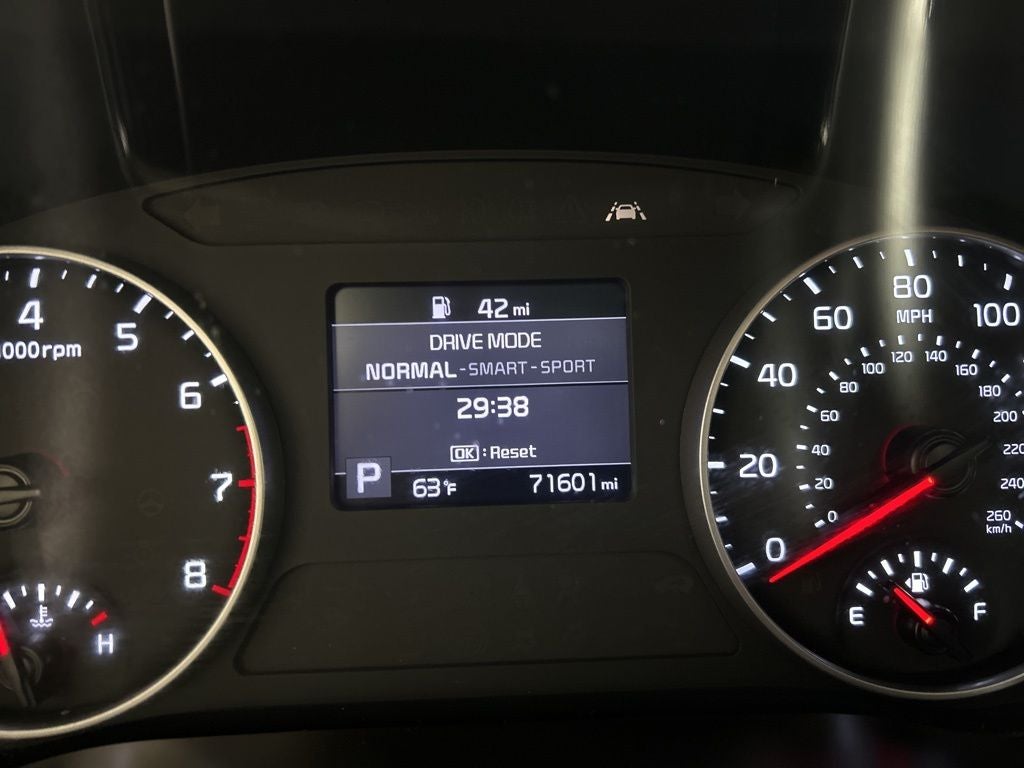 42 mi
DRIVE MODE
NORMAL - SMART - SPORT
29:38
OK : Reset
P
63°F
71601 mi
4
5
6
7
8
000 rpm
H
0
20
40
60
80
100
MPH
0
20
40
60
80
100
120
140
160
180
200
220
240
260
km/h
E
F